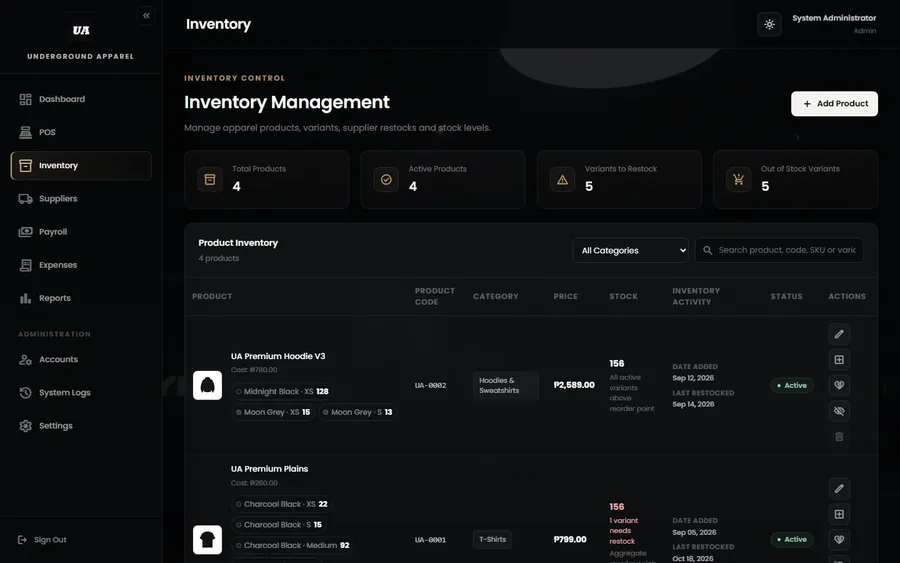 UA
UNDERGROUND APPAREL
Dashboard
POS
Inventory
Suppliers
Payroll
Expenses
Reports
ADMINISTRATION
Accounts
System Logs
Settings
Sign Out
Inventory
System Administrator
Admin
INVENTORY CONTROL
Inventory Management
Manage apparel products, variants, supplier restocks and stock levels.
Add Product
Total Products
4
Active Products
4
Variants to Restock
5
Out of Stock Variants
5
Product Inventory
4 products
All Categories
Search product, code, SKU or varia
PRODUCT
PRODUCT CODE
CATEGORY
PRICE
STOCK
INVENTORY ACTIVITY
STATUS
ACTIONS
UA Premium Hoodie V3
Cost: ₱760.00
Midnight Black · XS 128
Moon Grey · XS 15
Moon Grey · S 13
UA-0002
Hoodies &
Sweatshirts
₱2,589.00
156
All active
variants
above
reorder point
DATE ADDED
Sep 12, 2026
LAST RESTOCKED
Sep 14, 2026
Active
UA Premium Plains
Cost: ₱260.00
Charcoal Black · XS 22
Charcoal Black · S 15
Charcoal Black · Medium 92
UA-0001
T-Shirts
₱799.00
156
1 variant
needs
restock
Aggregate
DATE ADDED
Sep 05, 2026
LAST RESTOCKED
Oct 18, 2026
Active